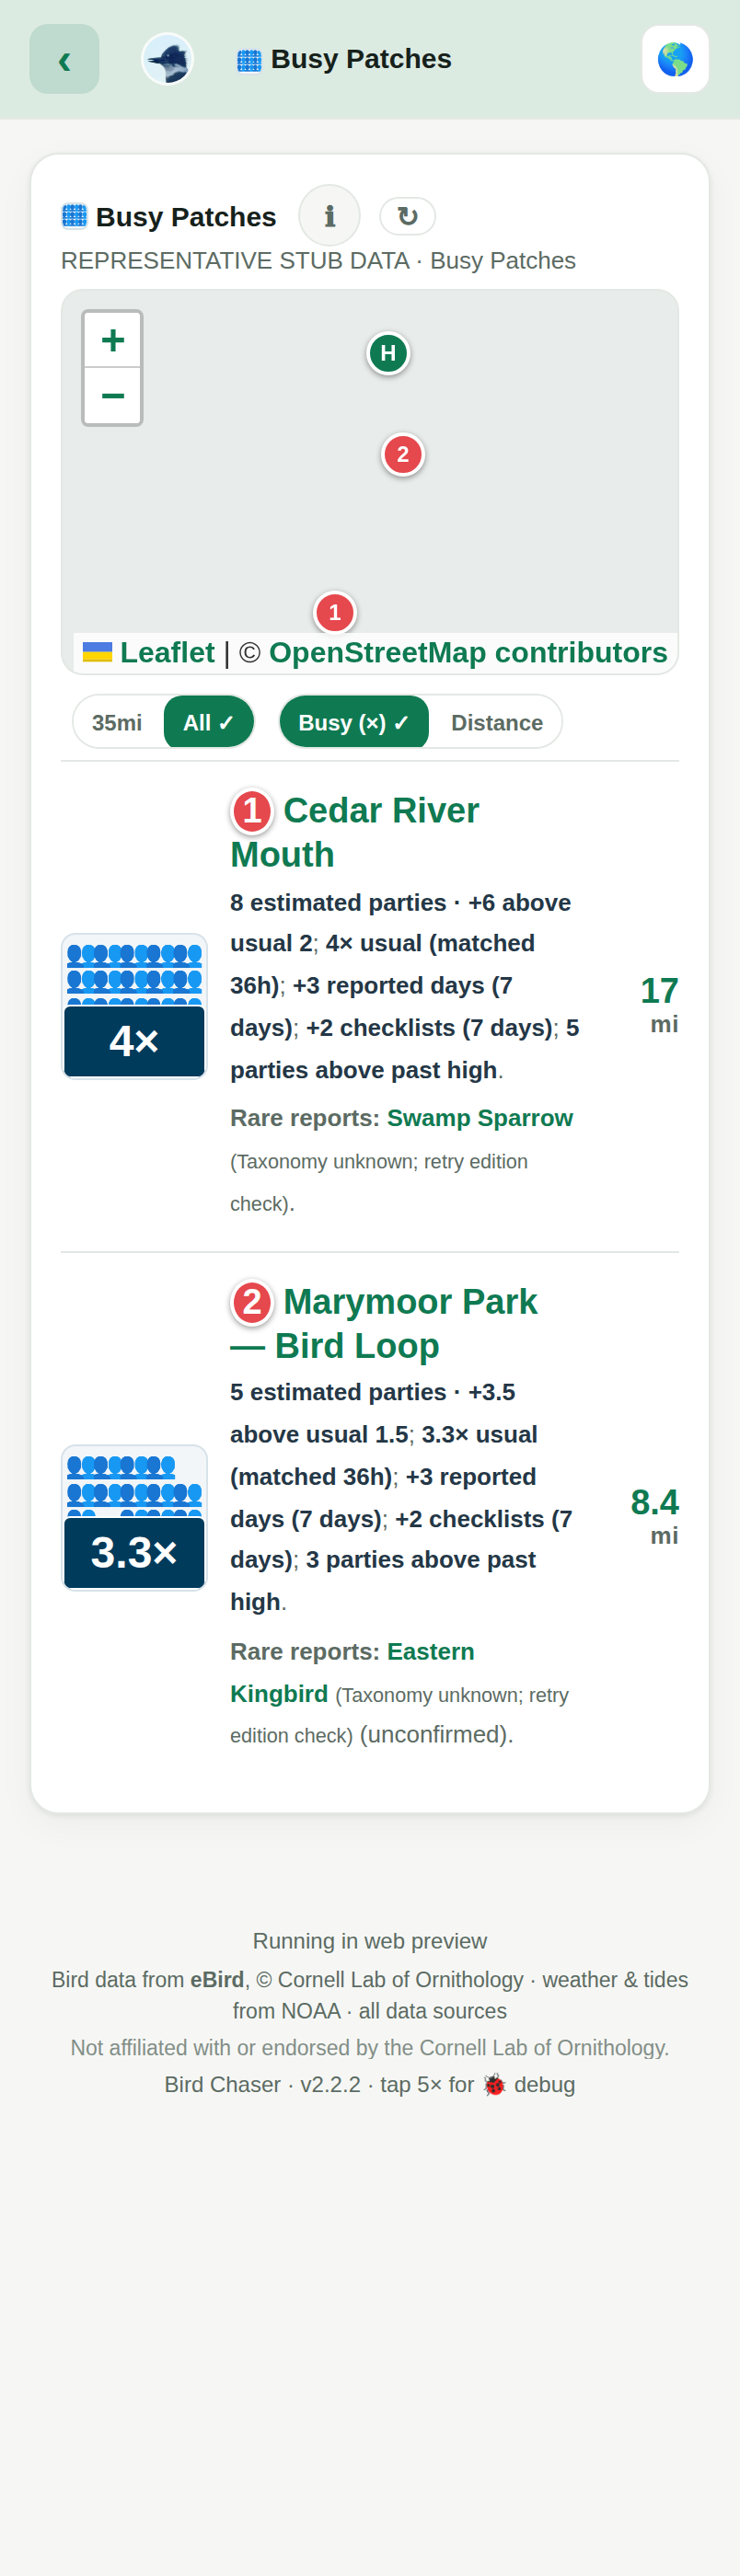 ‹ Busy Patches
Busy Patches ℹ ↻
REPRESENTATIVE STUB DATA · Busy Patches
+
−
H
2
1
Leaflet | © OpenStreetMap contributors
35mi All ✓ Busy (×) ✓ Distance
1 Cedar River
Mouth
8 estimated parties · +6 above
usual 2; 4× usual (matched
36h); +3 reported days (7
days); +2 checklists (7 days); 5
parties above past high.
4×
17
mi
Rare reports: Swamp Sparrow
(Taxonomy unknown; retry edition
check).
2 Marymoor Park
— Bird Loop
5 estimated parties · +3.5
above usual 1.5; 3.3× usual
(matched 36h); +3 reported
days (7 days); +2 checklists (7
days); 3 parties above past
high.
3.3×
8.4
mi
Rare reports: Eastern
Kingbird (Taxonomy unknown; retry
edition check) (unconfirmed).
Running in web preview
Bird data from eBird, © Cornell Lab of Ornithology · weather & tides
from NOAA · all data sources
Not affiliated with or endorsed by the Cornell Lab of Ornithology.
Bird Chaser · v2.2.2 · tap 5× for 🐞 debug